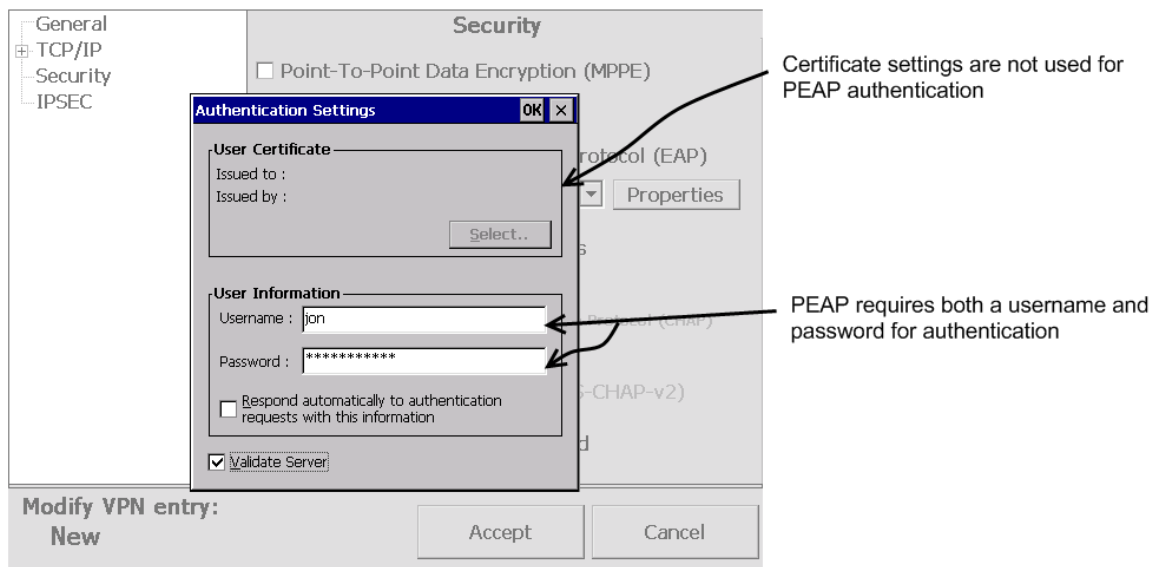 General
TCP/IP
Security
IPSEC
Security
Point-To-Point Data Encryption (MPPE)
Certificate settings are not used for
PEAP authentication
Authentication Settings
OK
×
User Certificate
Issued to :
Issued by :
Select..
rotocol (EAP)
Properties
s
User Information
Username : jon
Password : ***********
Respond automatically to authentication
requests with this information
Validate Server
Protocol (CHAP)
S-CHAP-v2)
d
PEAP requires both a username and
password for authentication
Modify VPN entry:
New
Accept
Cancel